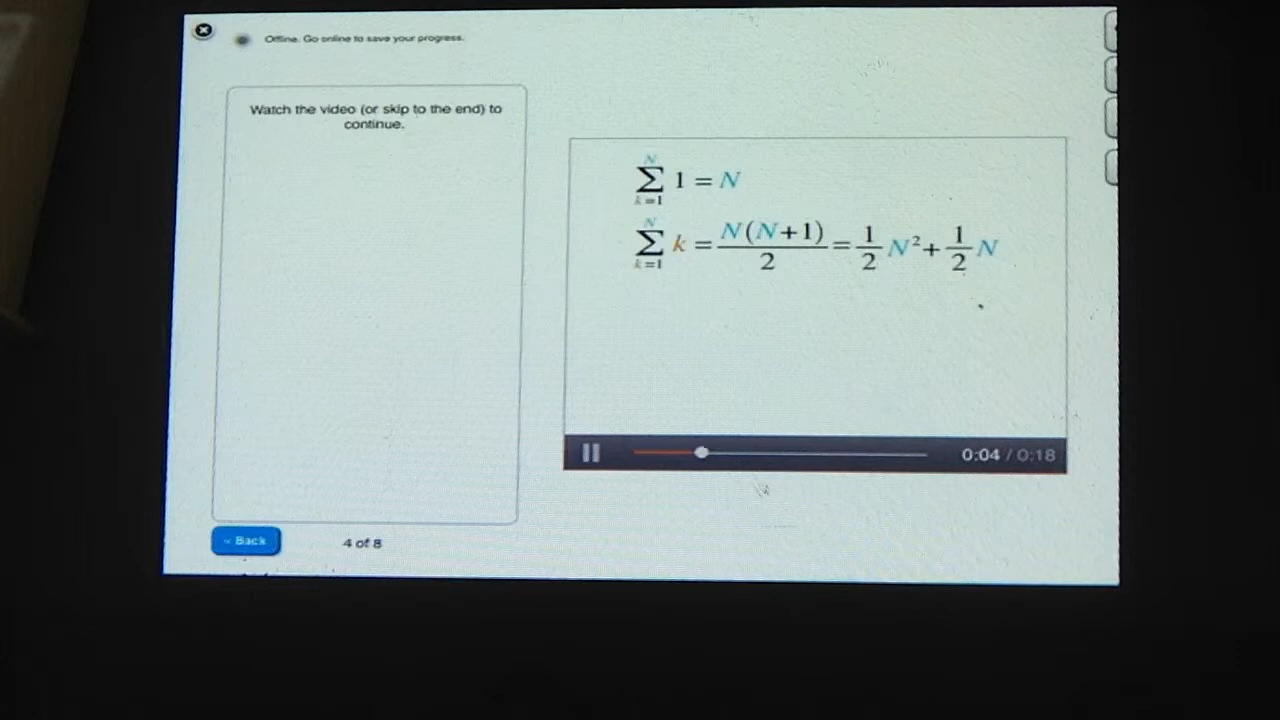 Offline. Go online to save your progress.
Watch the video (or skip to the end) to
continue.
N
∑ 1 = N
k=1
N
∑ k = N(N+1)/2 = 1/2 N² + 1/2 N
k=1
0:04 / 0:18
« Back
4 of 8